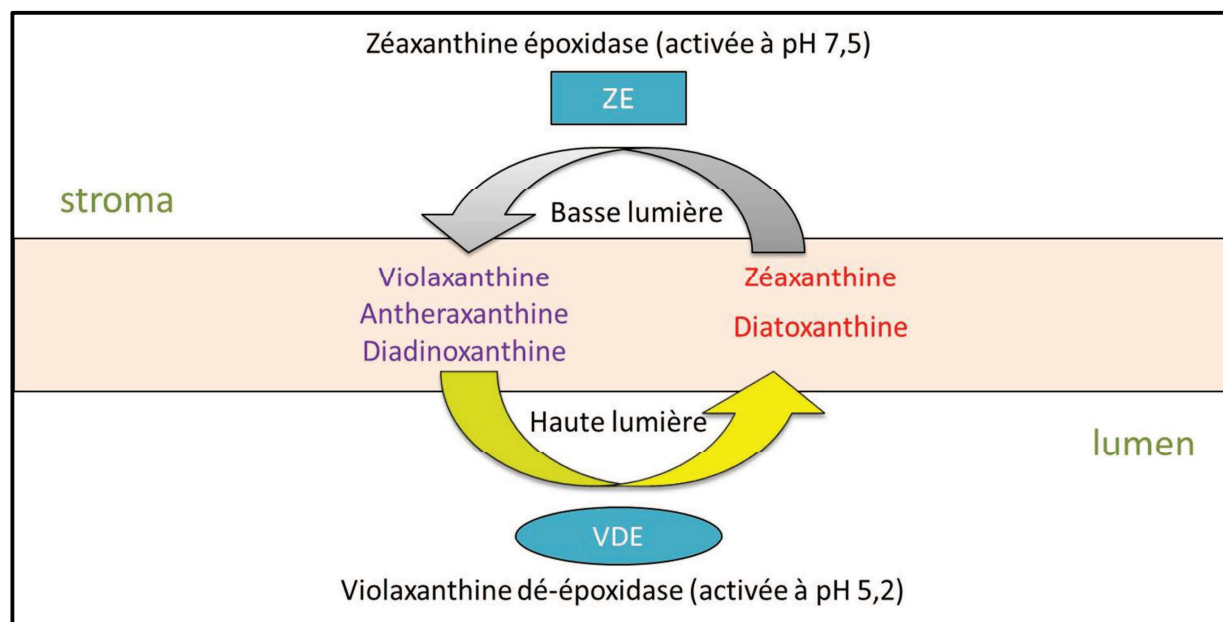 Zéaxanthine époxidase (activée à pH 7,5)
ZE
stroma
Basse lumière
Violaxanthine
Zéaxanthine
Antheraxanthine
Diatoxanthine
Diadinoxanthine
Haute lumière
lumen
VDE
Violaxanthine dé-époxidase (activée à pH 5,2)